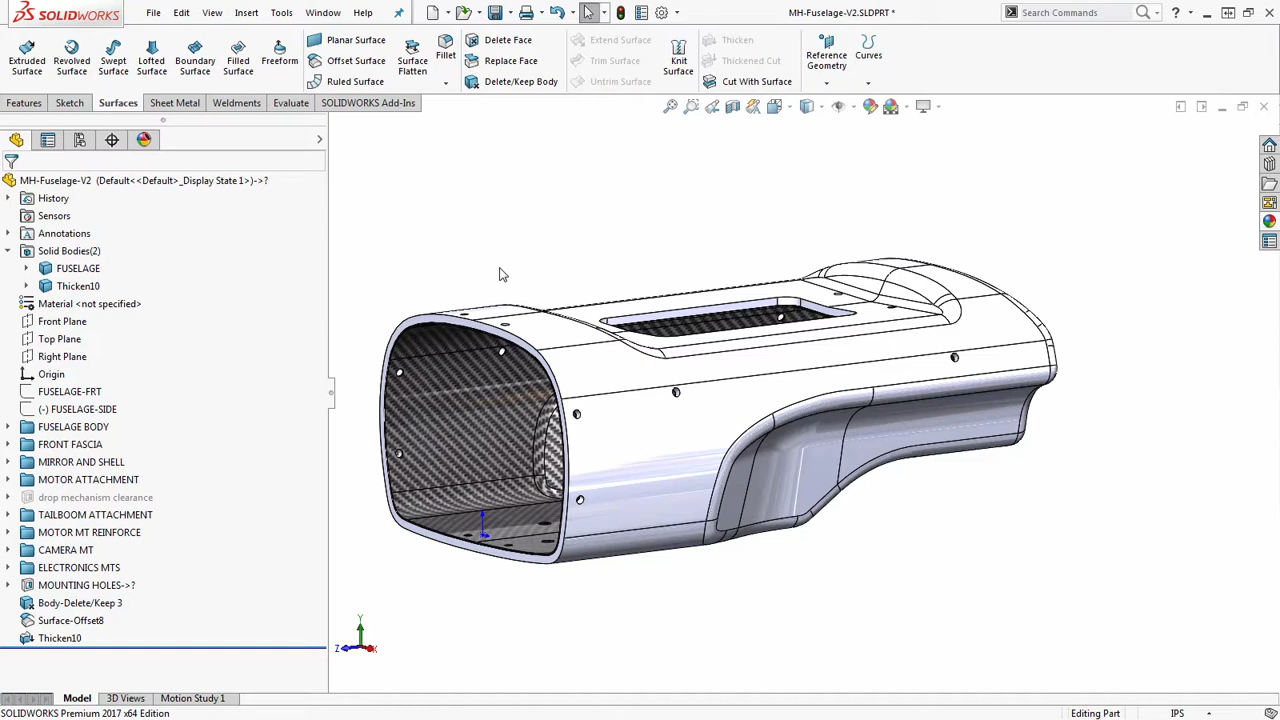 SOLIDWORKS
File Edit View Insert Tools Window Help
MH-Fuselage-V2.SLDPRT *
Search Commands
Extruded Surface
Revolved Surface
Swept Surface
Lofted Surface
Boundary Surface
Filled Surface
Freeform
Planar Surface
Offset Surface
Ruled Surface
Surface Flatten
Fillet
Delete Face
Replace Face
Delete/Keep Body
Extend Surface
Trim Surface
Untrim Surface
Knit Surface
Thicken
Thickened Cut
Cut With Surface
Reference Geometry
Curves
Features Sketch Surfaces Sheet Metal Weldments Evaluate SOLIDWORKS Add-Ins
MH-Fuselage-V2 (Default<<Default>_Display State 1>)->?
History
Sensors
Annotations
Solid Bodies(2)
FUSELAGE
Thicken10
Material <not specified>
Front Plane
Top Plane
Right Plane
Origin
FUSELAGE-FRT
(-) FUSELAGE-SIDE
FUSELAGE BODY
FRONT FASCIA
MIRROR AND SHELL
MOTOR ATTACHMENT
drop mechanism clearance
TAILBOOM ATTACHMENT
MOTOR MT REINFORCE
CAMERA MT
ELECTRONICS MTS
MOUNTING HOLES->?
Body-Delete/Keep 3
Surface-Offset8
Thicken10
Y
Z
X
Model 3D Views Motion Study 1
SOLIDWORKS Premium 2017 x64 Edition
Editing Part
IPS